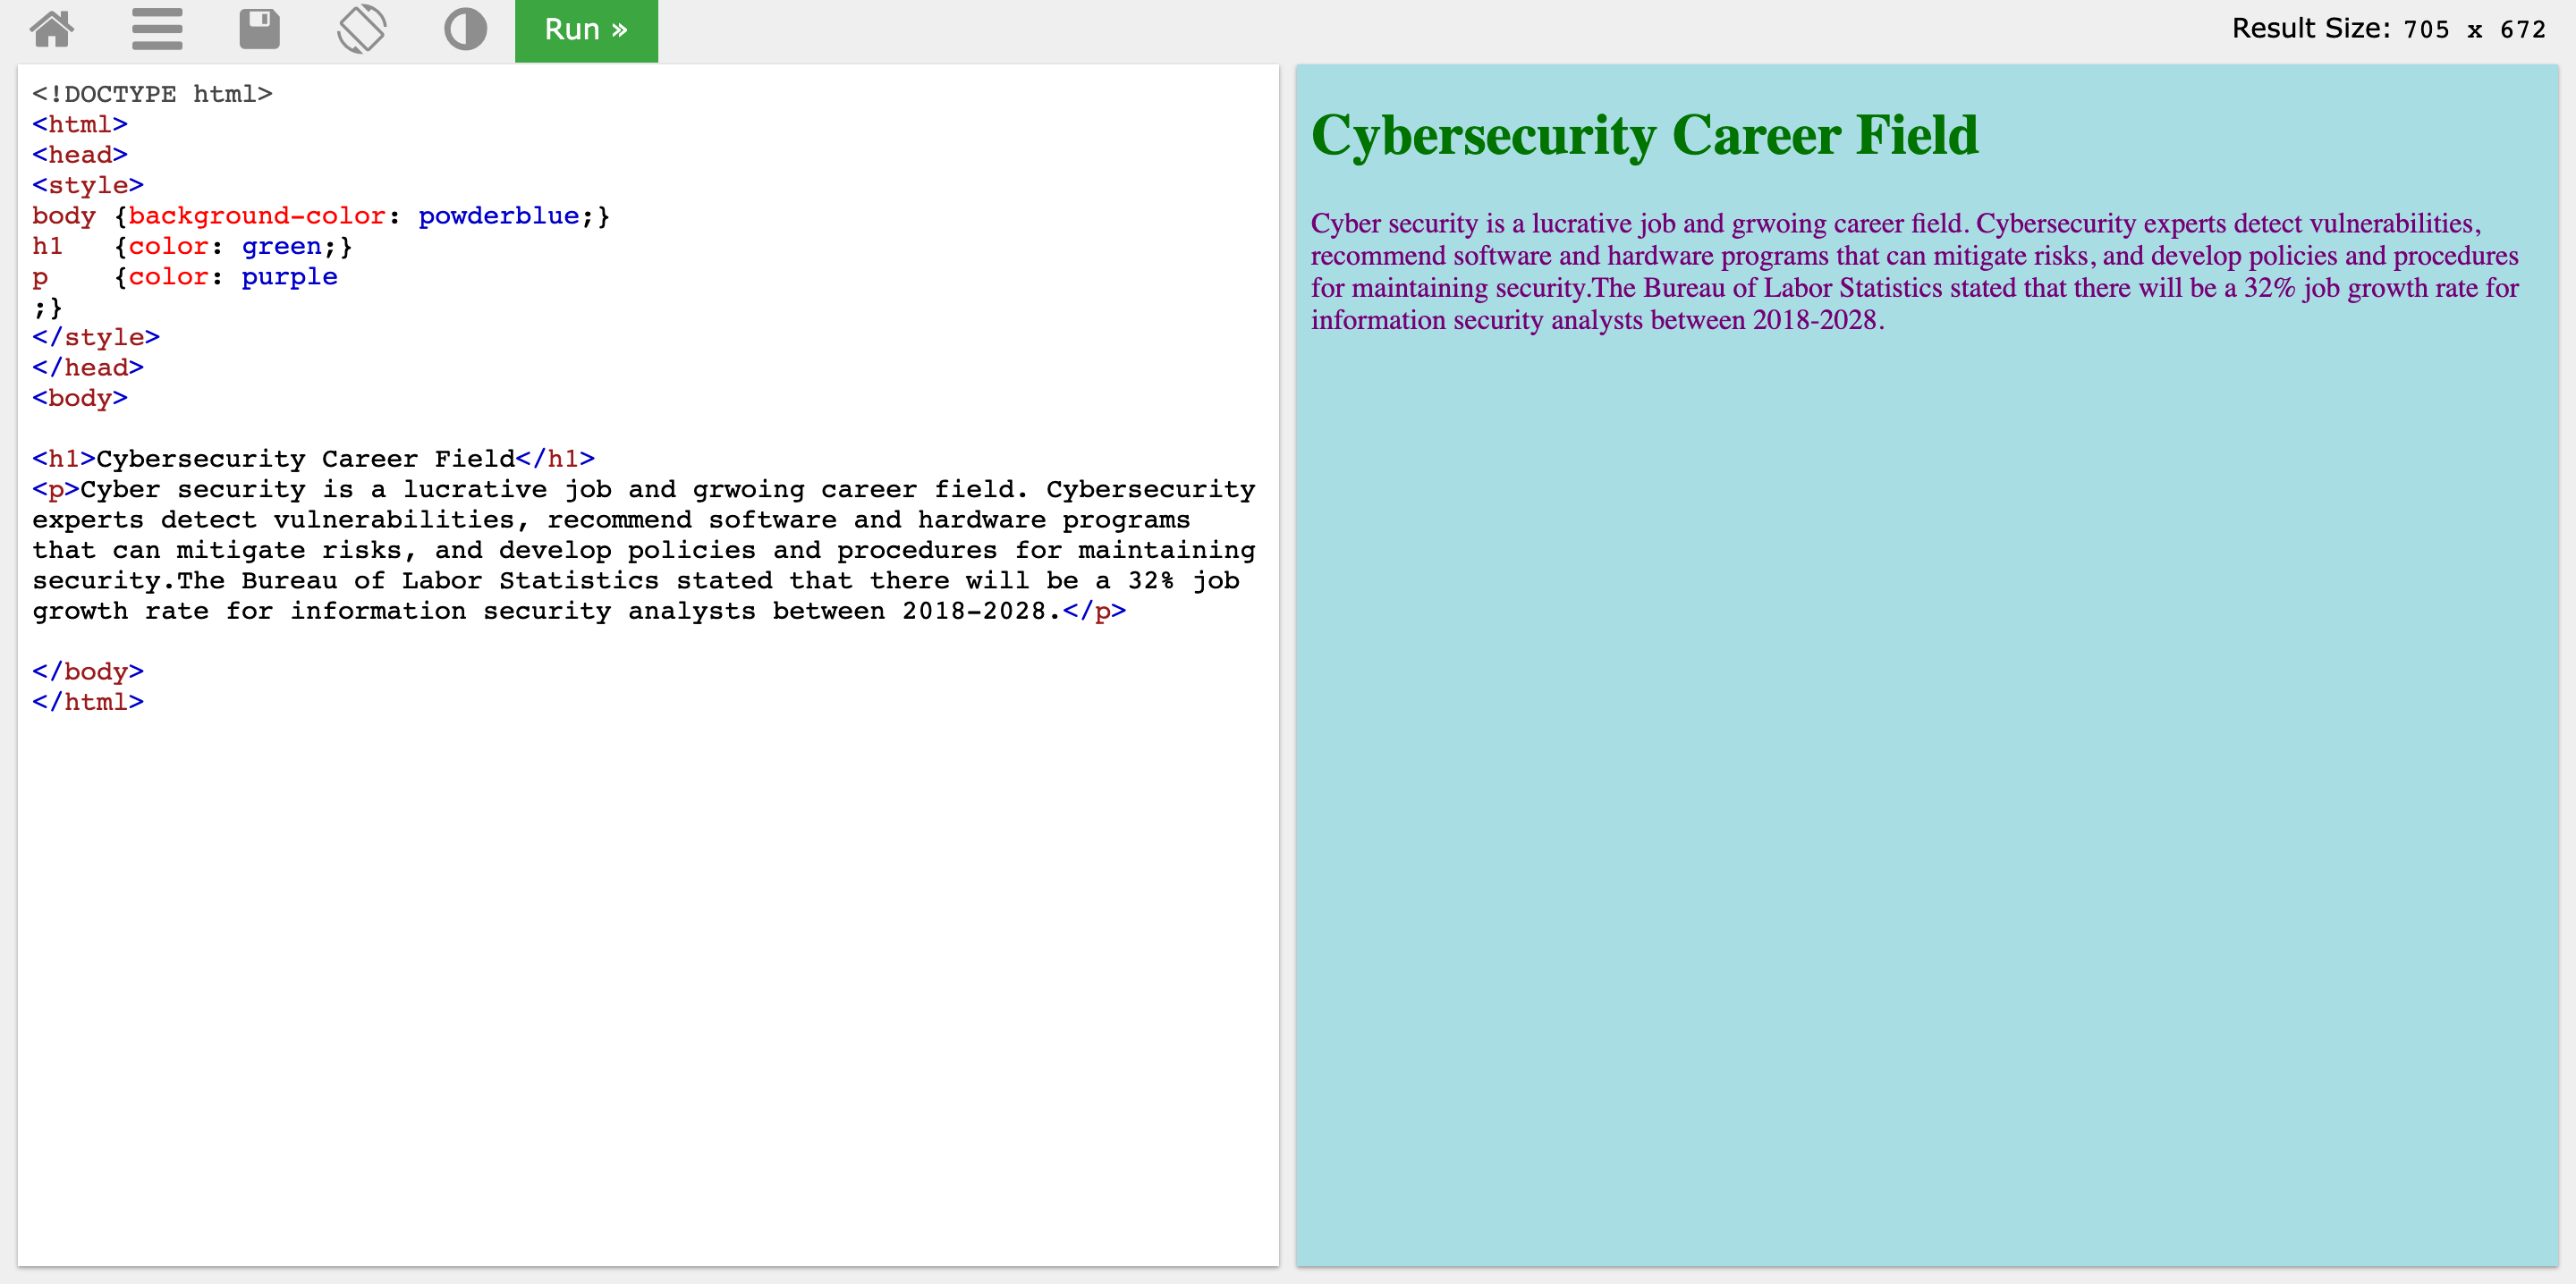 Run »
Result Size: 705 x 672
<!DOCTYPE html>
<html>
<head>
<style>
body {background-color: powderblue;}
h1   {color: green;}
p    {color: purple
;}
</style>
</head>
<body>

<h1>Cybersecurity Career Field</h1>
<p>Cyber security is a lucrative job and grwoing career field. Cybersecurity
experts detect vulnerabilities, recommend software and hardware programs
that can mitigate risks, and develop policies and procedures for maintaining
security.The Bureau of Labor Statistics stated that there will be a 32% job
growth rate for information security analysts between 2018-2028.</p>

</body>
</html>
Cybersecurity Career Field
Cyber security is a lucrative job and grwoing career field. Cybersecurity experts detect vulnerabilities,
recommend software and hardware programs that can mitigate risks, and develop policies and procedures
for maintaining security.The Bureau of Labor Statistics stated that there will be a 32% job growth rate for
information security analysts between 2018-2028.